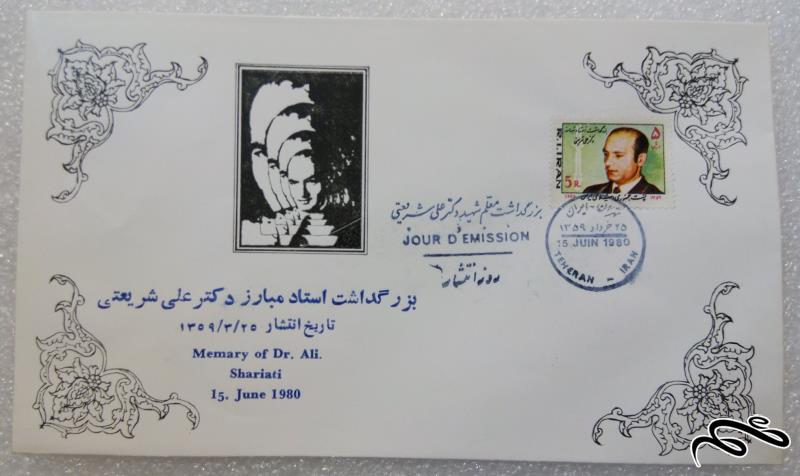 بزرگداشت استاد مبارز دکتر علی شریعتی
تاریخ انتشار ۱۳۵۹/۳/۲۵
Memary of Dr. Ali.
Shariati
15. June 1980
بزرگداشت معلم شهید دکتر علی شریعتی
JOUR D'EMISSION
روز انتشار
R.I.IRAN
۵
5 R.
تهران - ایران
۲۵ خرداد ۱۳۵۹
15 JUIN 1980
TEHERAN - IRAN